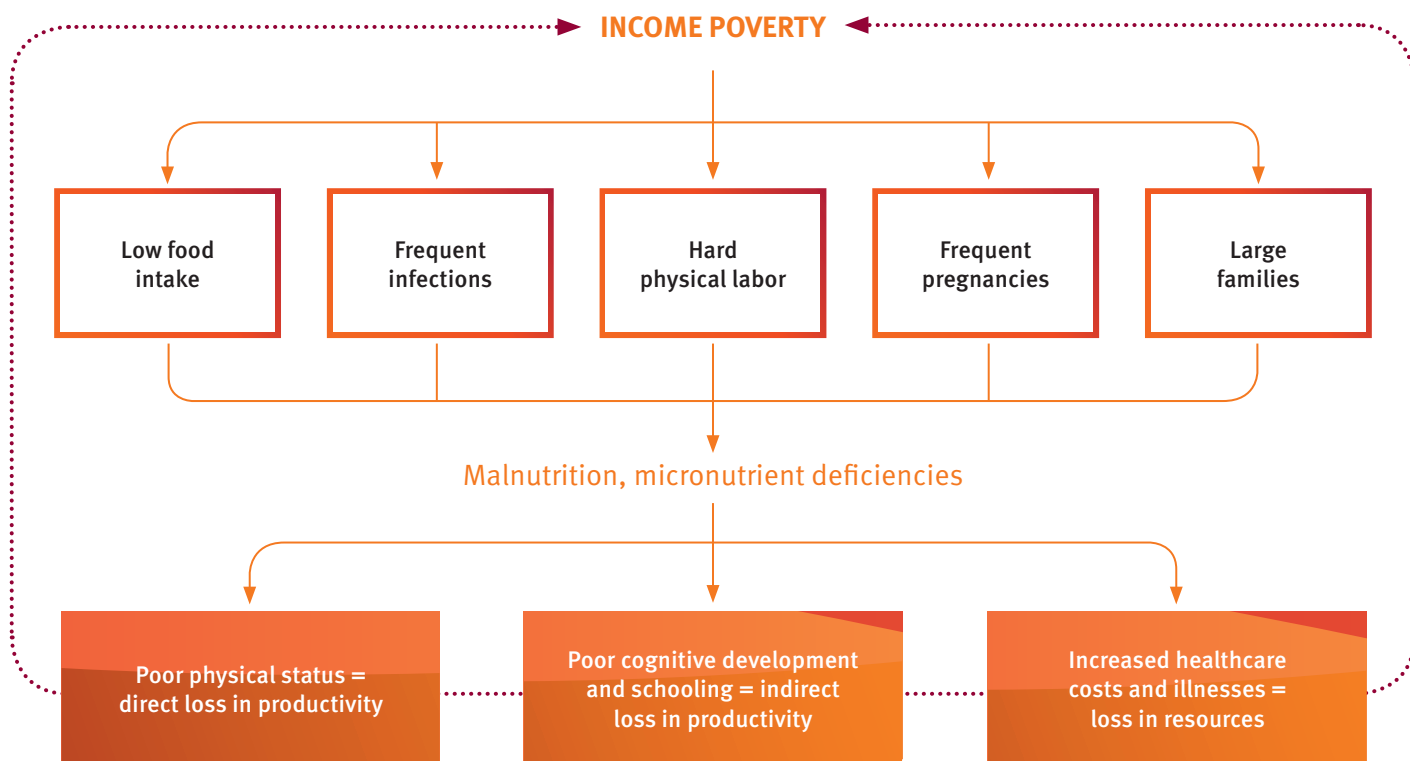 INCOME POVERTY
Low food
intake
Frequent
infections
Hard
physical labor
Frequent
pregnancies
Large
families
Malnutrition, micronutrient deficiencies
Poor physical status =
direct loss in productivity
Poor cognitive development
and schooling = indirect
loss in productivity
Increased healthcare
costs and illnesses =
loss in resources